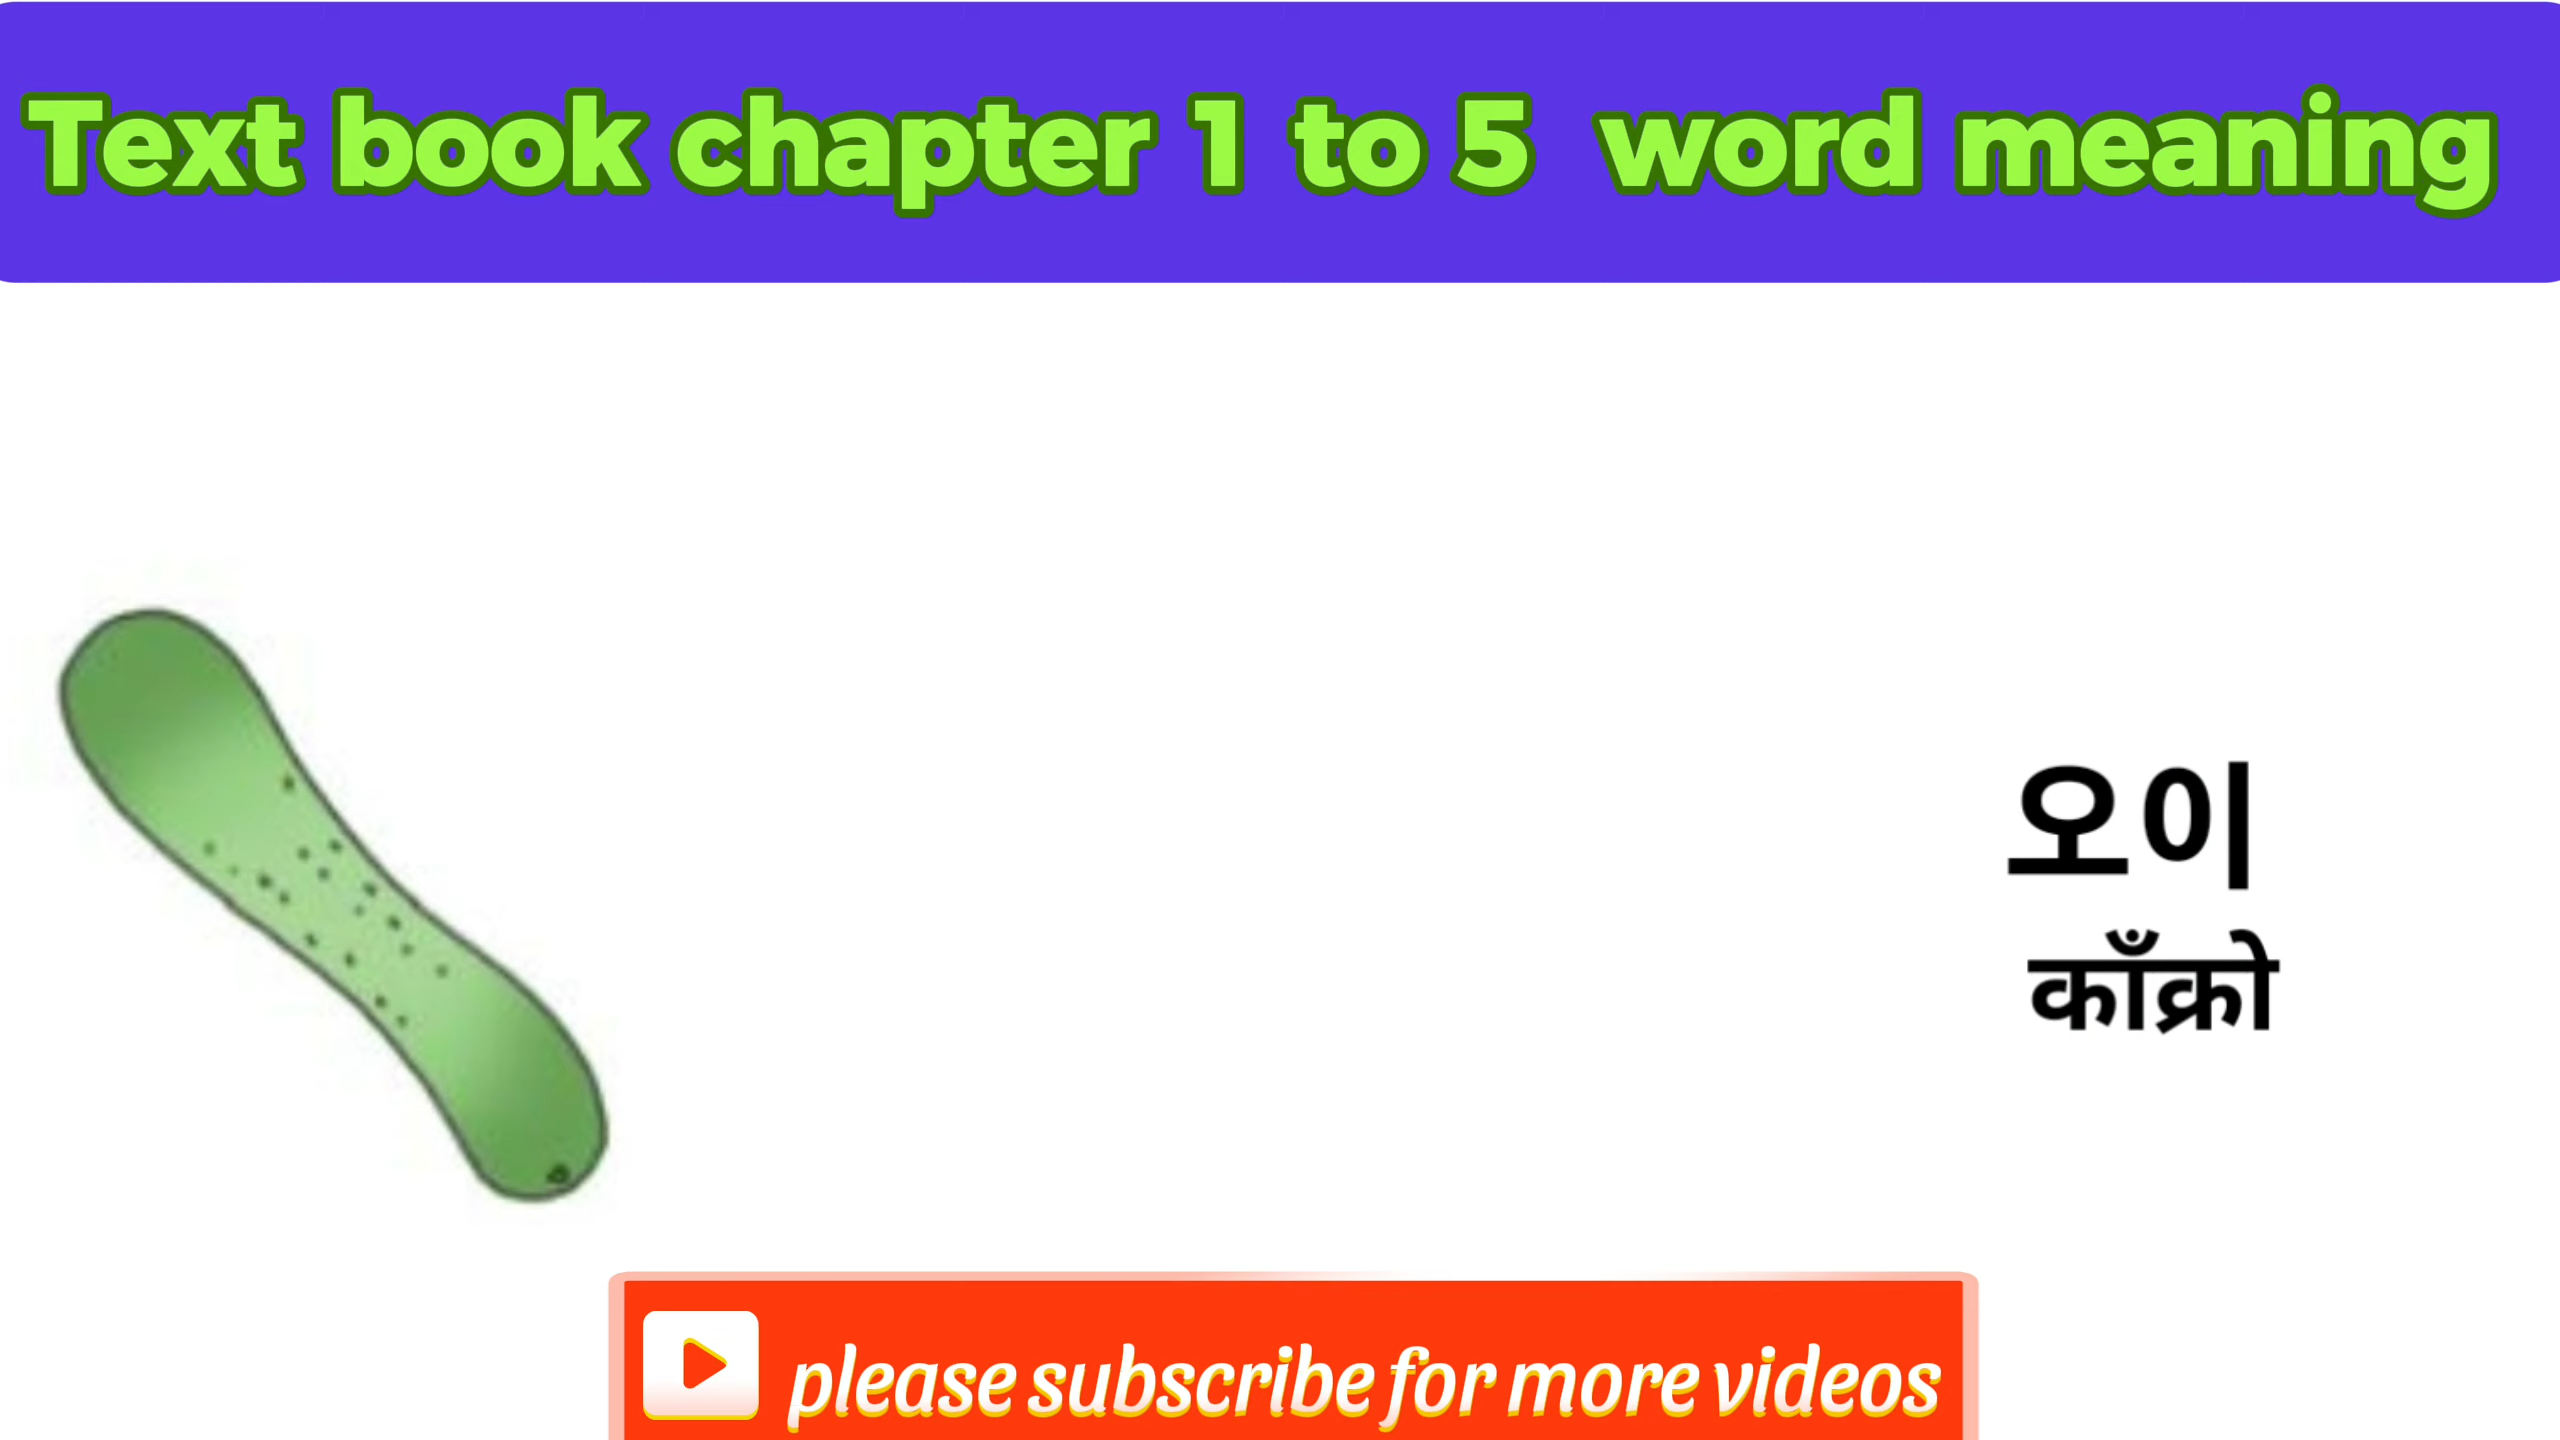 Text book chapter 1 to 5 word meaning
오이
काँक्रो
please subscribe for more videos